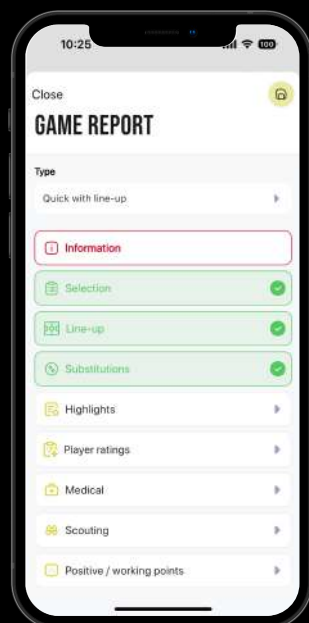 10:25
100
Close
GAME REPORT
Type
Quick with line-up
Information
Selection
Line-up
Substitutions
Highlights
Player ratings
Medical
Scouting
Positive / working points